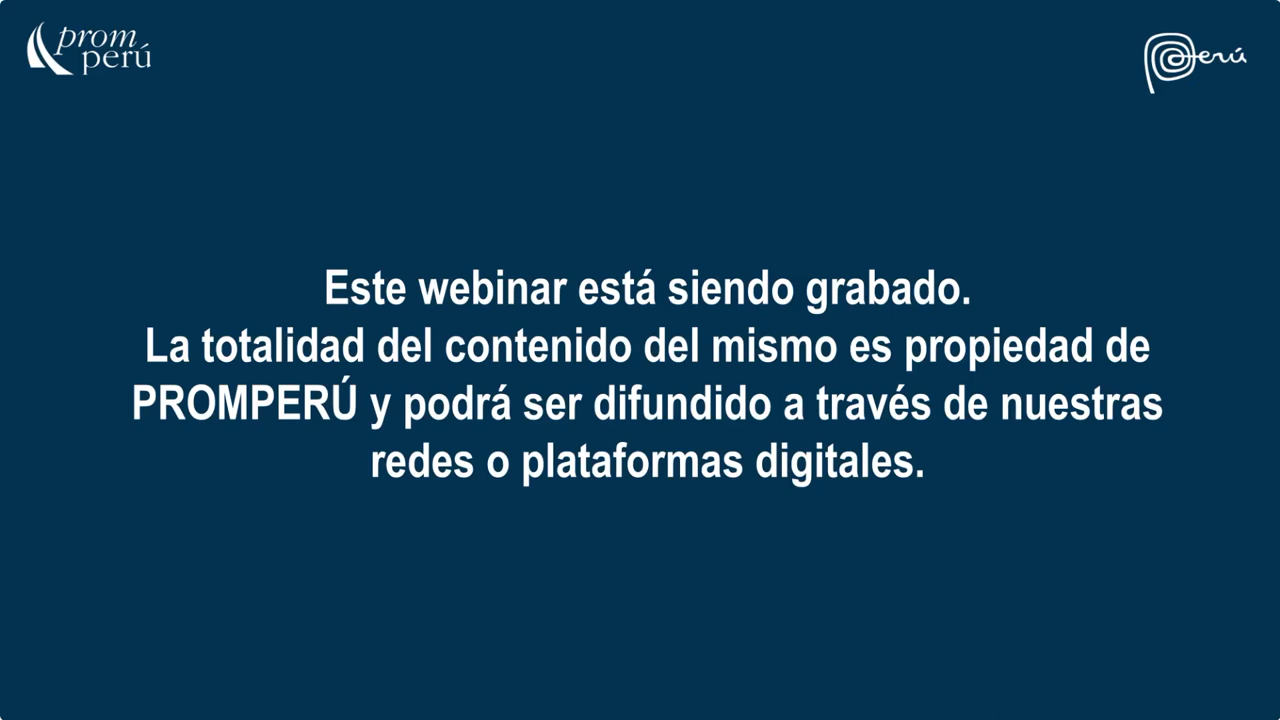 prom
perú
Perú
Este webinar está siendo grabado.
La totalidad del contenido del mismo es propiedad de
PROMPERÚ y podrá ser difundido a través de nuestras
redes o plataformas digitales.